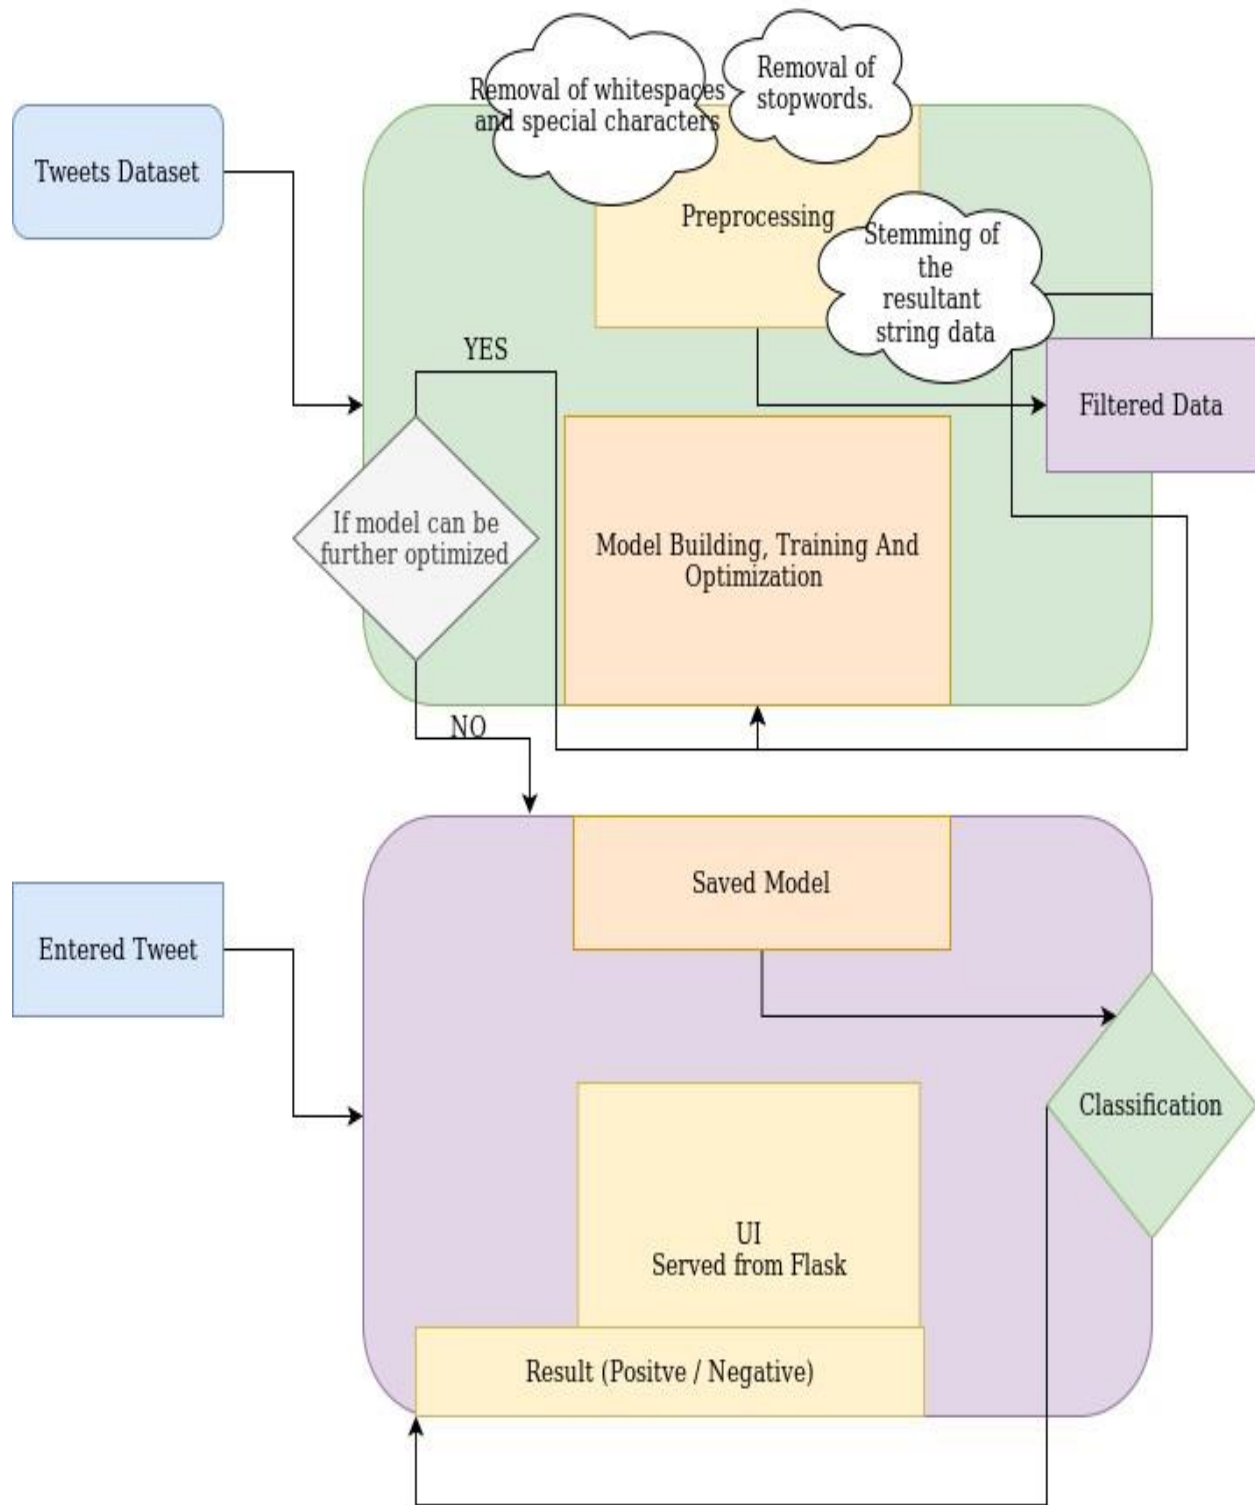 Removal of whitespaces
and special characters
Removal of
stopwords.
Tweets Dataset
Preprocessing
Stemming of
the
resultant
string data
YES
Filtered Data
If model can be
further optimized
Model Building, Training And
Optimization
NO
Saved Model
Entered Tweet
Classification
UI
Served from Flask
Result (Positve / Negative)